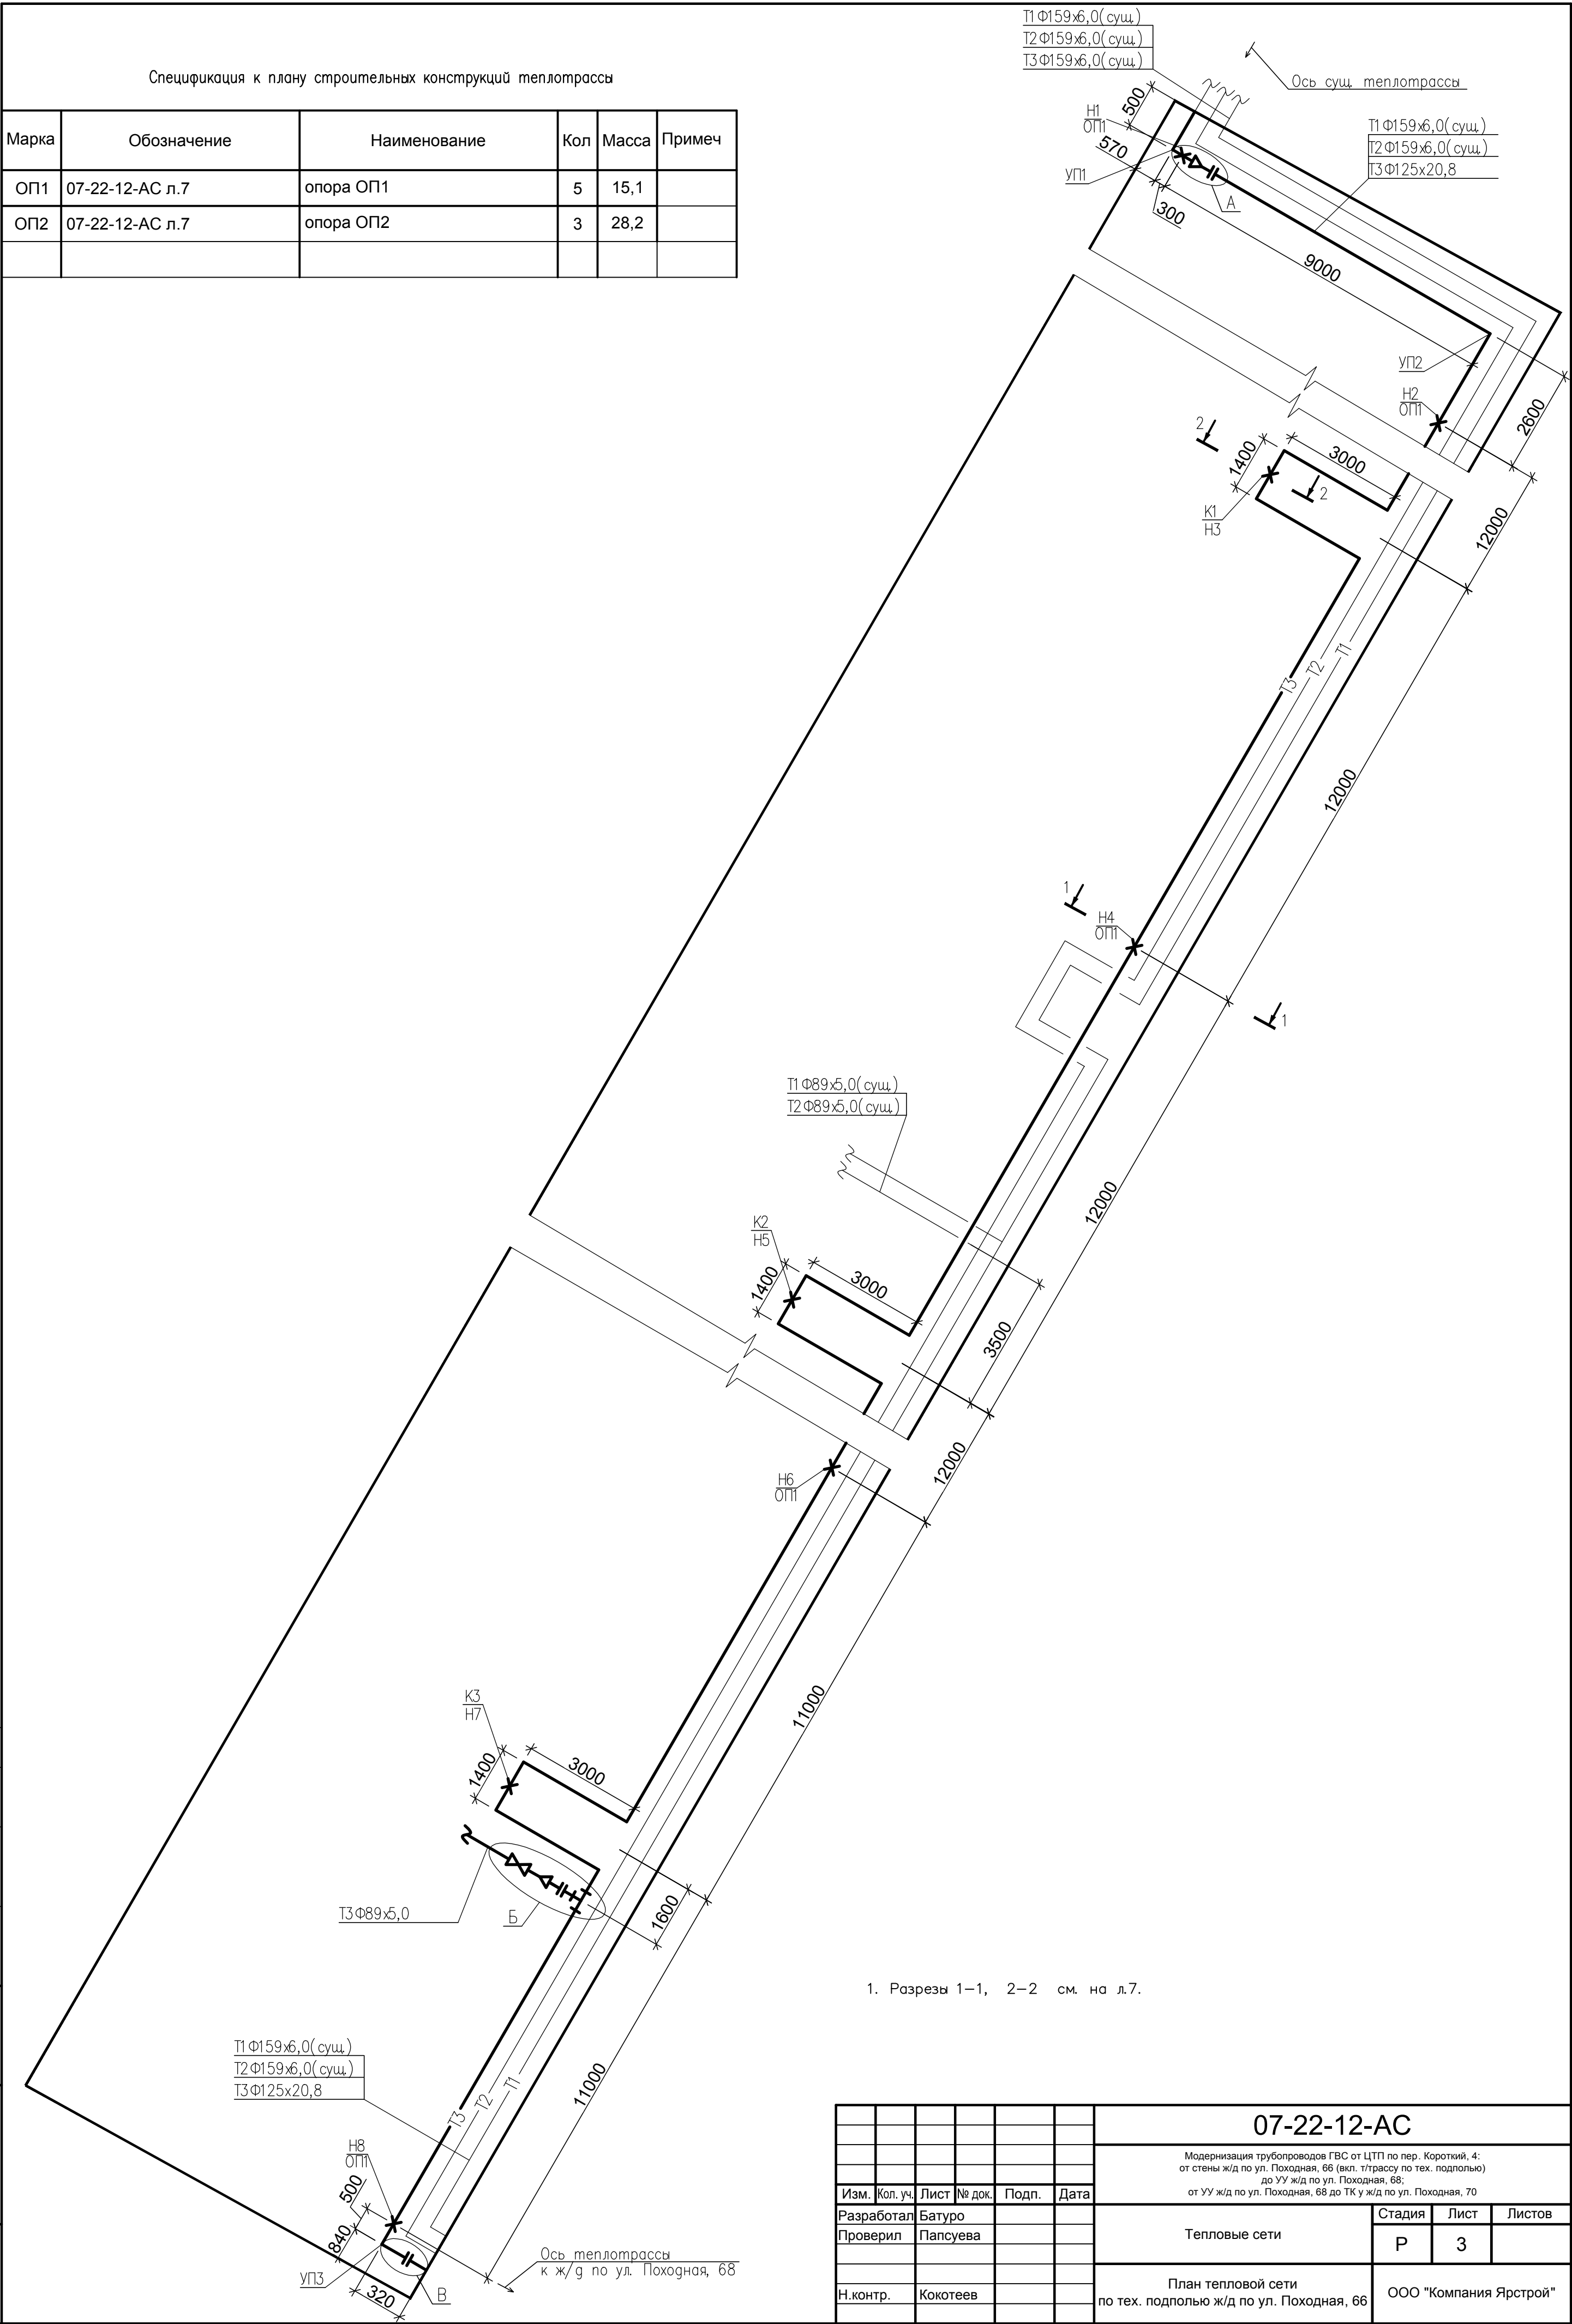 Спецификация к плану строительных конструкций теплотрассы
Марка Обозначение Наименование Кол Масса Примеч
ОП1 07-22-12-АС л.7 опора ОП1 5 15,1
ОП2 07-22-12-АС л.7 опора ОП2 3 28,2
Т1 Ф159х6,0(сущ.)
Т2 Ф159х6,0(сущ.)
Т3 Ф159х6,0(сущ.)
Ось сущ. теплотрассы
500
Н1
ОП1
570
УП1
А
300
Т1 Ф159х6,0(сущ.)
Т2 Ф159х6,0(сущ.)
Т3 Ф125х20,8
9000
УП2
Н2
ОП1
2600
2
1400
3000
2
К1
Н3
12000
Т3
Т2
Т1
12000
1
Н4
ОП1
1
Т1 Ф89х5,0(сущ.)
Т2 Ф89х5,0(сущ.)
12000
К2
Н5
1400
3000
3500
12000
Н6
ОП1
11000
К3
Н7
1400
3000
Т3 Ф89х5,0
Б
1600
1. Разрезы 1-1, 2-2 см. на л.7.
Т1 Ф159х6,0(сущ.)
Т2 Ф159х6,0(сущ.)
Т3 Ф125х20,8
11000
Т3
Т2
Т1
Н8
ОП1
500
840
УП3
320
В
Ось теплотрассы
к ж/д по ул. Походная, 68
07-22-12-АС
Модернизация трубопроводов ГВС от ЦТП по пер. Короткий, 4:
от стены ж/д по ул. Походная, 66 (вкл. т/трассу по тех. подполью)
до УУ ж/д по ул. Походная, 68;
от УУ ж/д по ул. Походная, 68 до ТК у ж/д по ул. Походная, 70
Изм. Кол. уч. Лист № док. Подп. Дата
Разработал Батуро
Проверил Папсуева
Н.контр. Кокотеев
Тепловые сети
Стадия Лист Листов
Р 3
План тепловой сети
по тех. подполью ж/д по ул. Походная, 66
ООО "Компания Ярстрой"